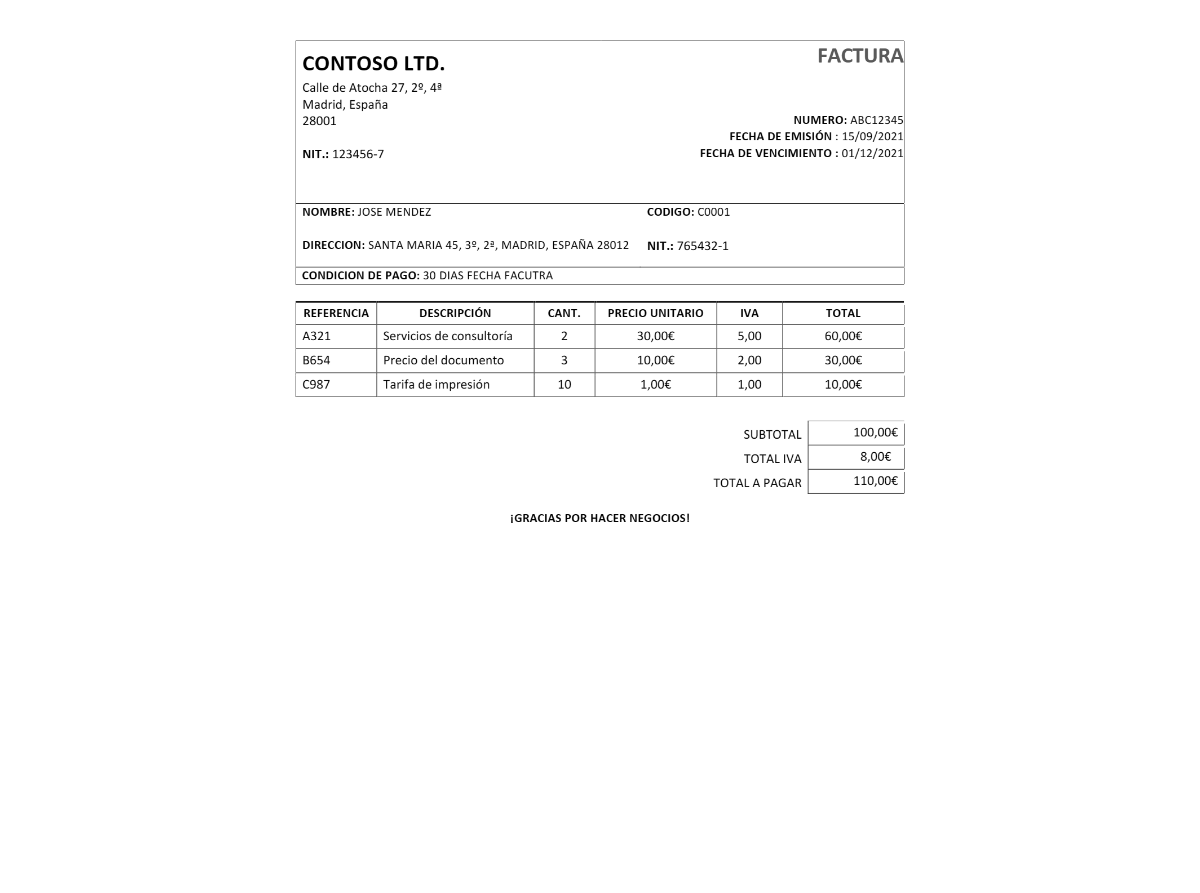 CONTOSO LTD.
FACTURA
Calle de Atocha 27, 2º, 4ª
Madrid, España
28001
NUMERO: ABC12345
FECHA DE EMISIÓN : 15/09/2021
NIT.: 123456-7
FECHA DE VENCIMIENTO : 01/12/2021
NOMBRE: JOSE MENDEZ
CODIGO: C0001
DIRECCION: SANTA MARIA 45, 3º, 2ª, MADRID, ESPAÑA 28012
NIT.: 765432-1
CONDICION DE PAGO: 30 DIAS FECHA FACUTRA
REFERENCIA DESCRIPCIÓN CANT. PRECIO UNITARIO IVA TOTAL
A321 Servicios de consultoría 2 30,00€ 5,00 60,00€
B654 Precio del documento 3 10,00€ 2,00 30,00€
C987 Tarifa de impresión 10 1,00€ 1,00 10,00€
SUBTOTAL 100,00€
TOTAL IVA 8,00€
TOTAL A PAGAR 110,00€
¡GRACIAS POR HACER NEGOCIOS!